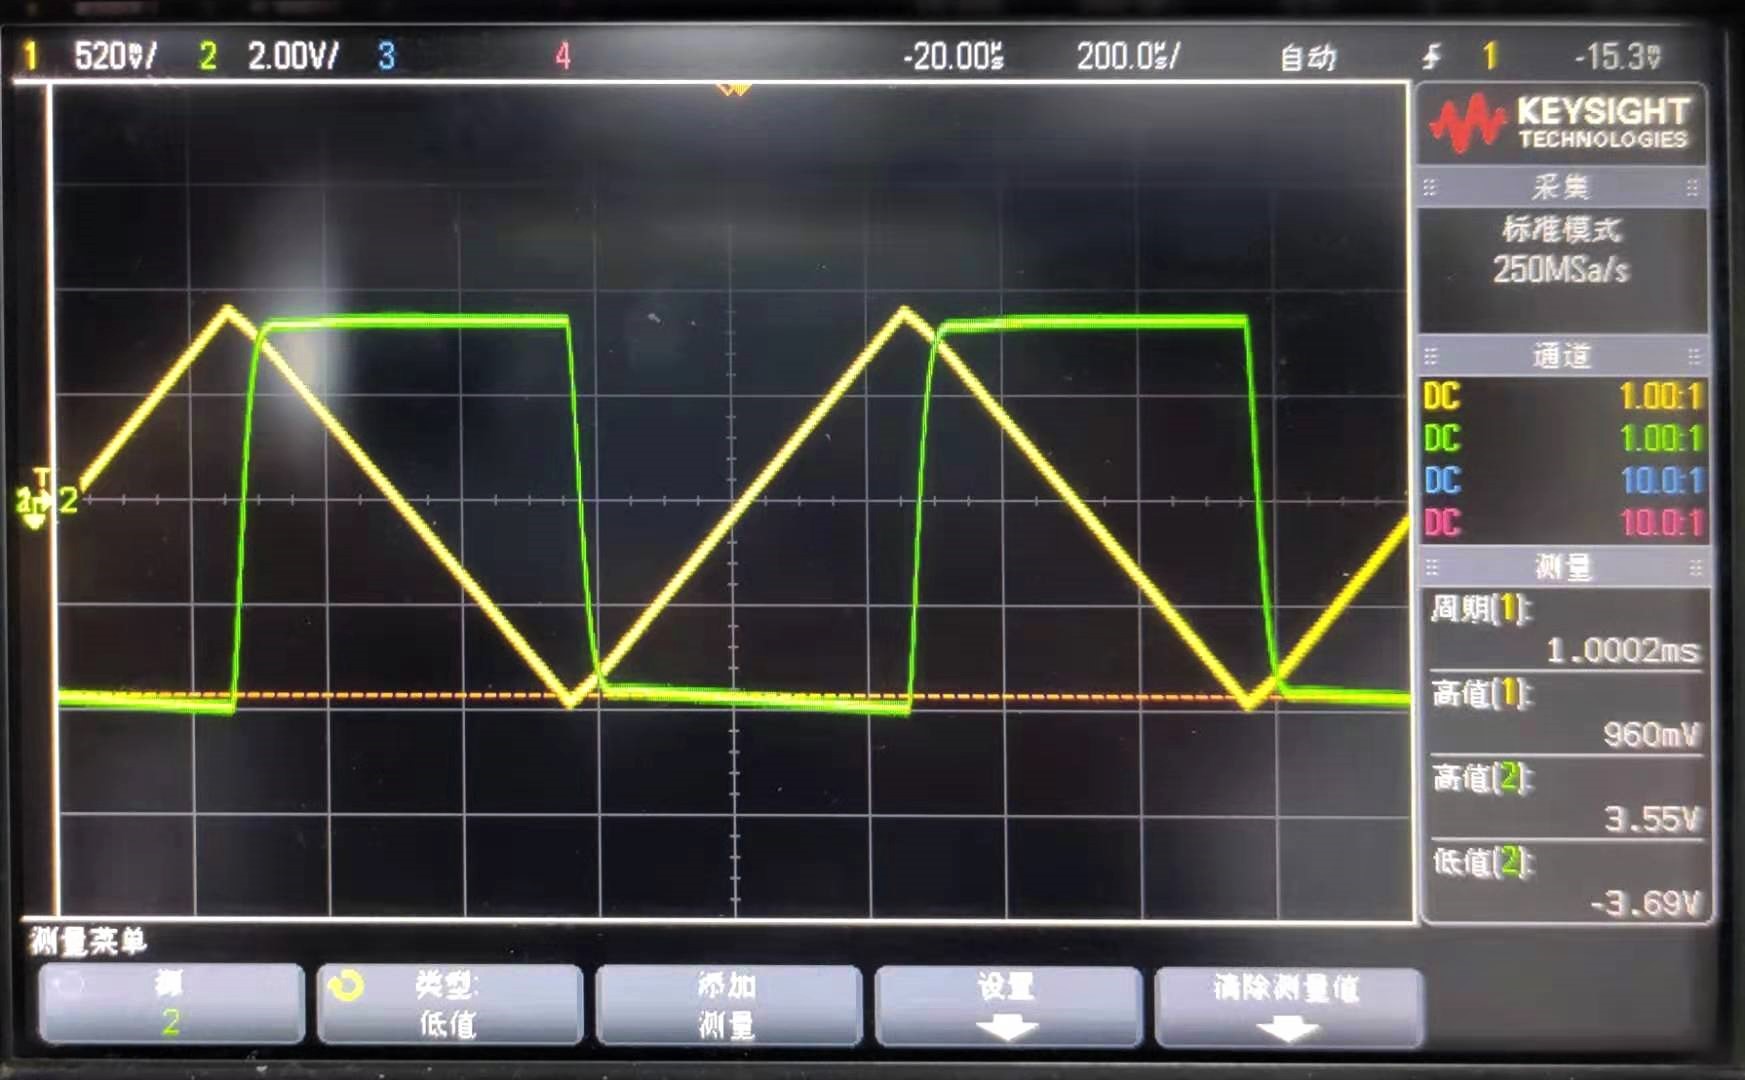 1 520mV/ 2 2.00V/ 3 4 -20.00us 200.0us/ 自动 1 -15.3mV
KEYSIGHT
TECHNOLOGIES
采集
标准模式
250MSa/s
通道
DC 1.00:1
DC 1.00:1
DC 10.0:1
DC 10.0:1
测量
周期(1):
1.0002ms
高值(1):
960mV
高值(2):
3.55V
低值(2):
-3.69V
T
2
测量菜单
源
2
类型:
低值
添加
测量
设置
清除测量值